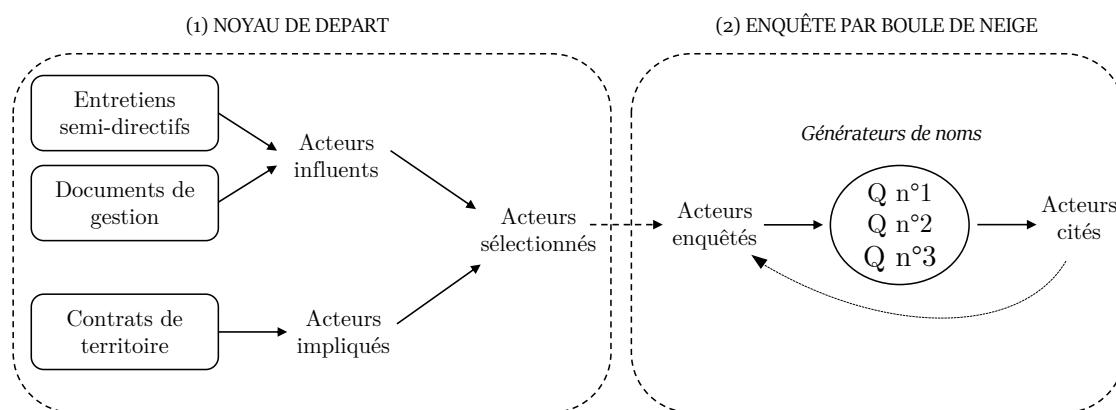 (1) NOYAU DE DEPART
Entretiens
semi-directifs
Documents de
gestion
Acteurs
influents
Contrats de
territoire
Acteurs
impliqués
Acteurs
sélectionnés
(2) ENQUÊTE PAR BOULE DE NEIGE
Acteurs
enquêtés
Générateurs de noms
Q n°1
Q n°2
Q n°3
Acteurs
cités